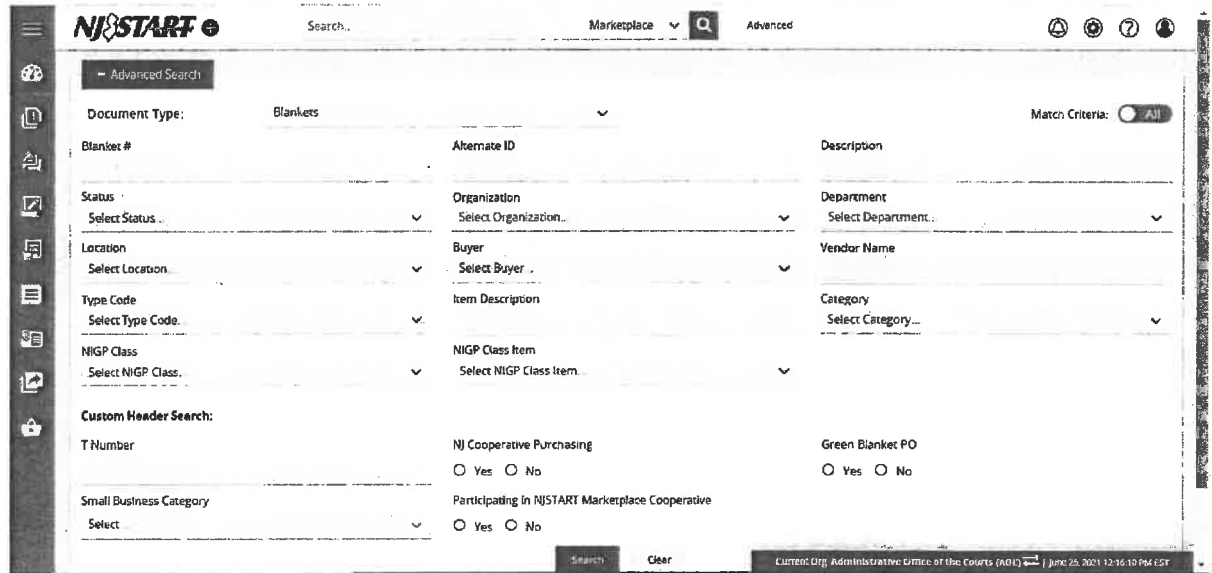 NJSTART
Search..
Marketplace
Advanced
− Advanced Search
Document Type:
Blankets
Match Criteria:
All
Blanket #
Alternate ID
Description
Status
Select Status..
Organization
Select Organization..
Department
Select Department..
Location
Select Location
Buyer
Select Buyer ..
Vendor Name
Type Code
Select Type Code.
Item Description
Category
Select Category...
NIGP Class
Select NIGP Class.
NIGP Class Item
Select NIGP Class Item.
Custom Header Search:
T Number
NJ Cooperative Purchasing
Yes No
Green Blanket PO
Yes No
Small Business Category
Select
Participating in NJSTART Marketplace Cooperative
Yes No
Search
Clear
Current Org Administrative Office of the Courts (AOC) | June 25, 2021 12:16:10 PM EST